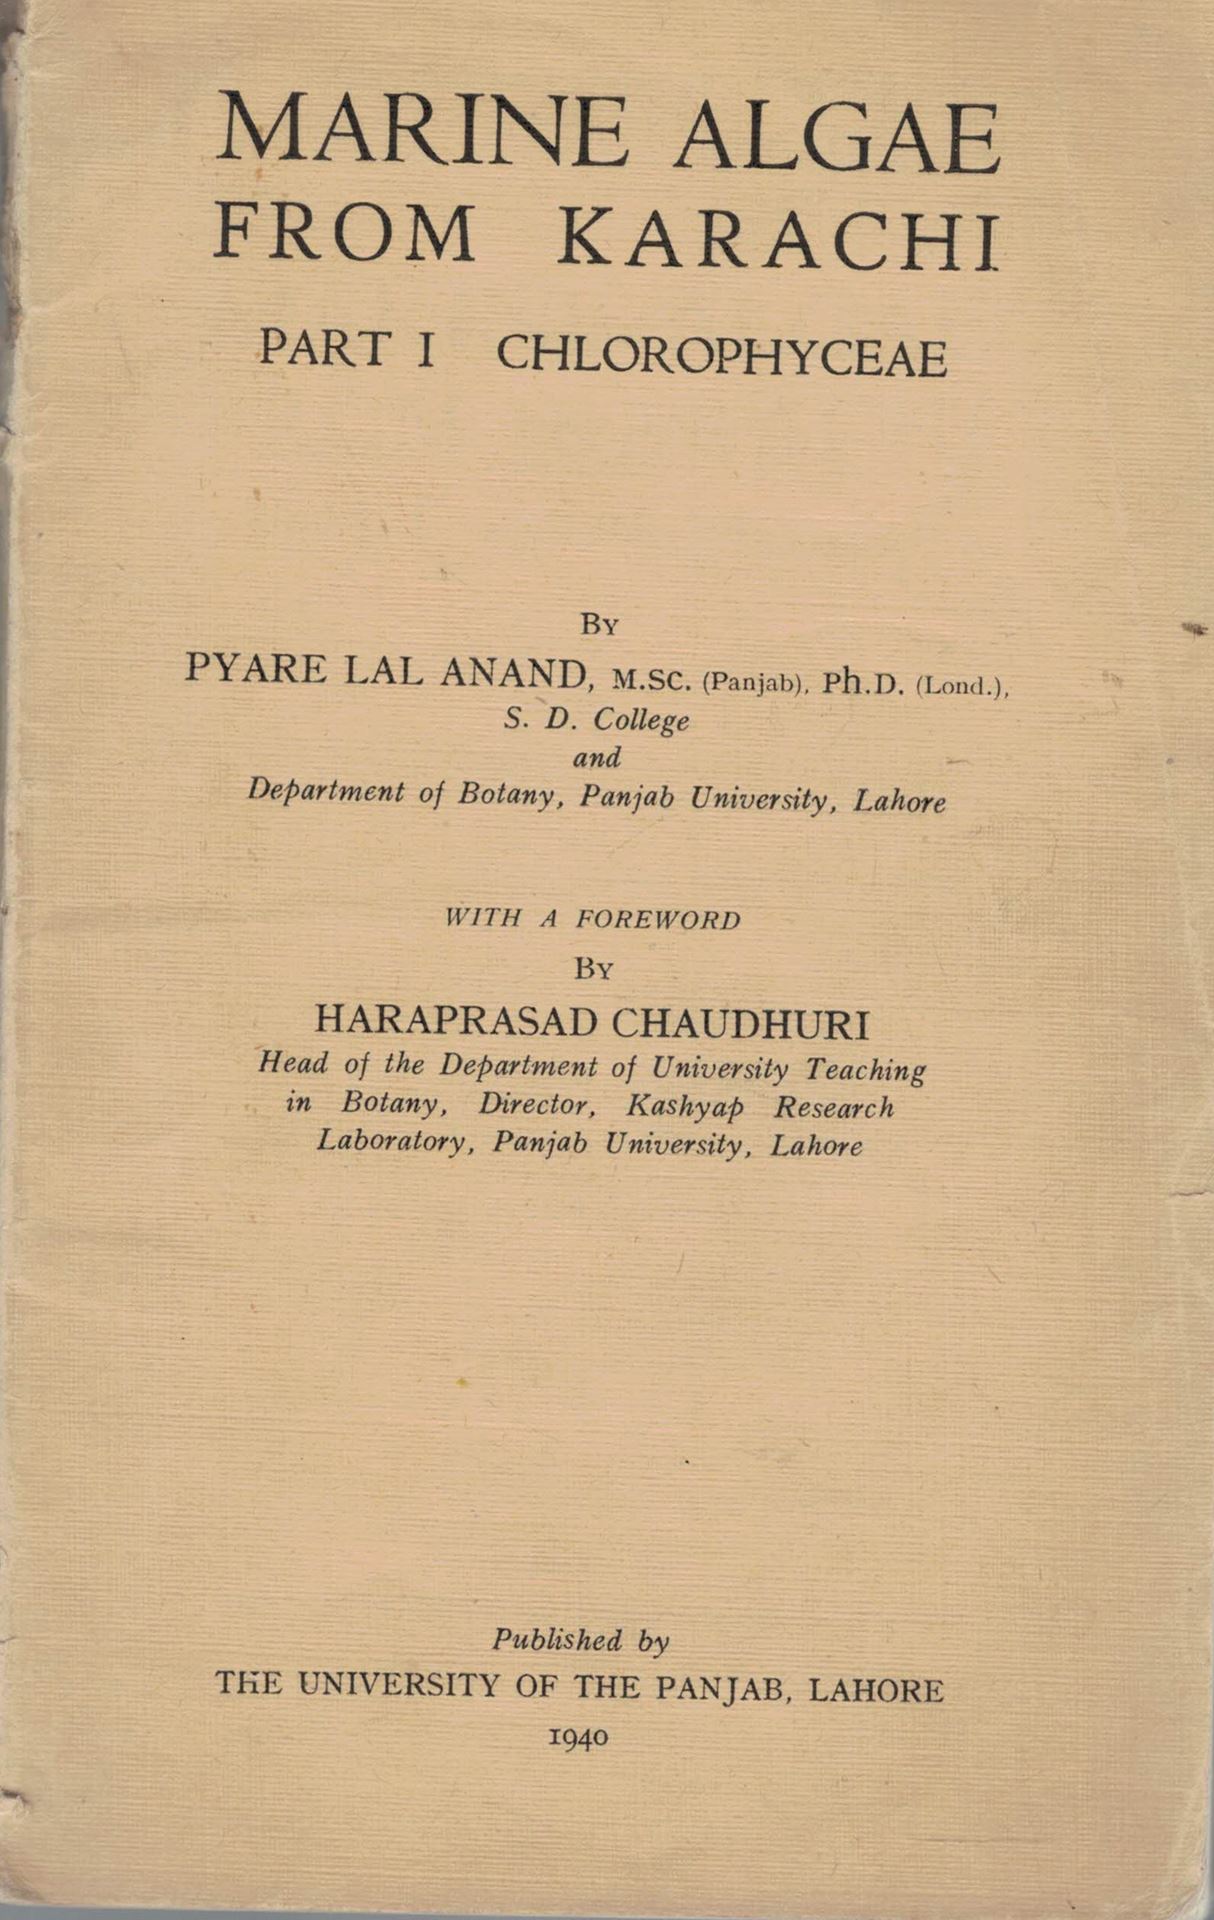 MARINE ALGAE
FROM KARACHI
PART I CHLOROPHYCEAE
By
PYARE LAL ANAND, M.SC. (Panjab), Ph.D. (Lond.),
S. D. College
and
Department of Botany, Panjab University, Lahore
WITH A FOREWORD
By
HARAPRASAD CHAUDHURI
Head of the Department of University Teaching
in Botany, Director, Kashyap Research
Laboratory, Panjab University, Lahore
Published by
THE UNIVERSITY OF THE PANJAB, LAHORE
1940